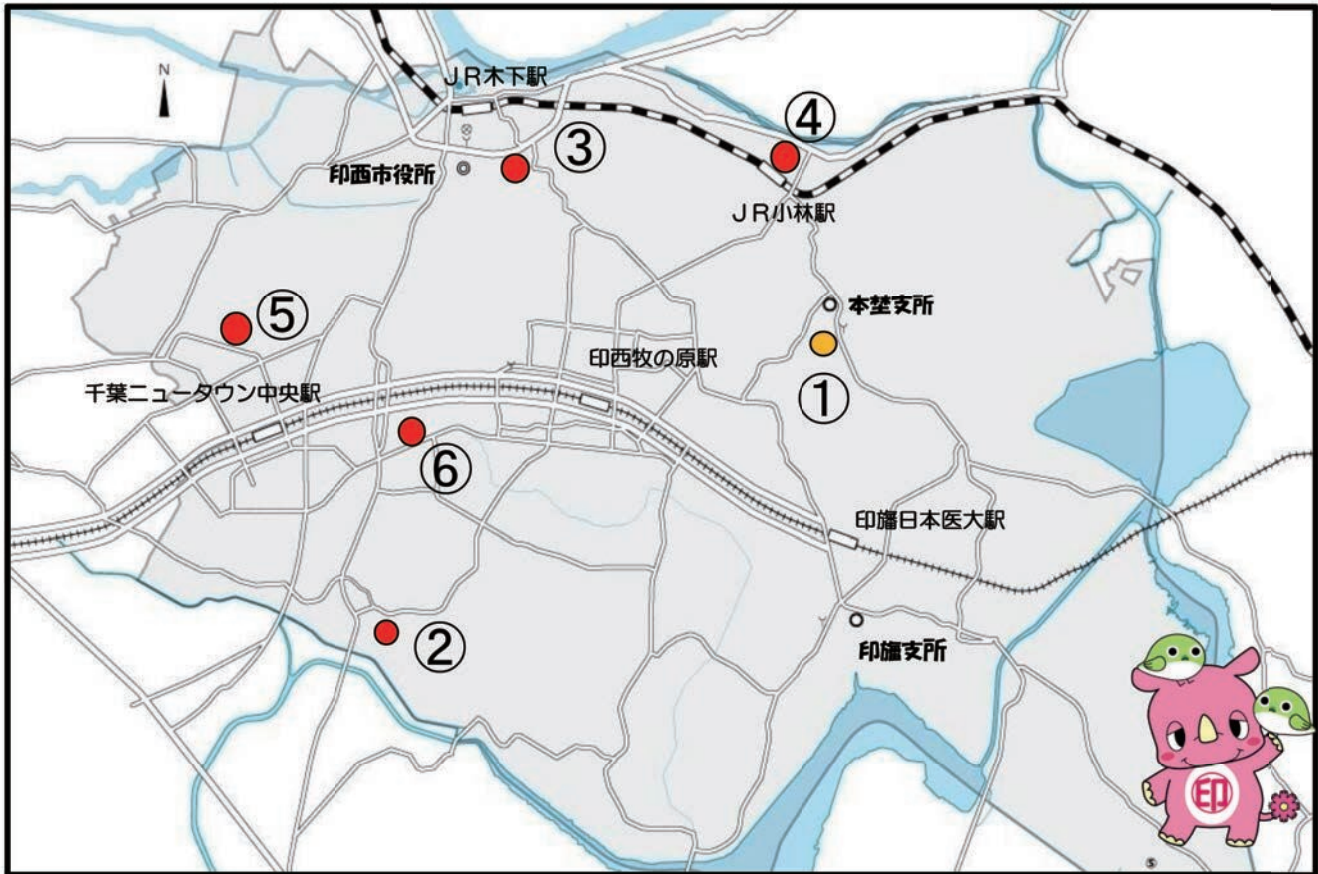 N
JR木下駅
④
③
印西市役所
JR小林駅
本埜支所
⑤
印西牧の原駅
千葉ニュータウン中央駅
①
⑥
印旛日本医大駅
②
印旛支所
印
S